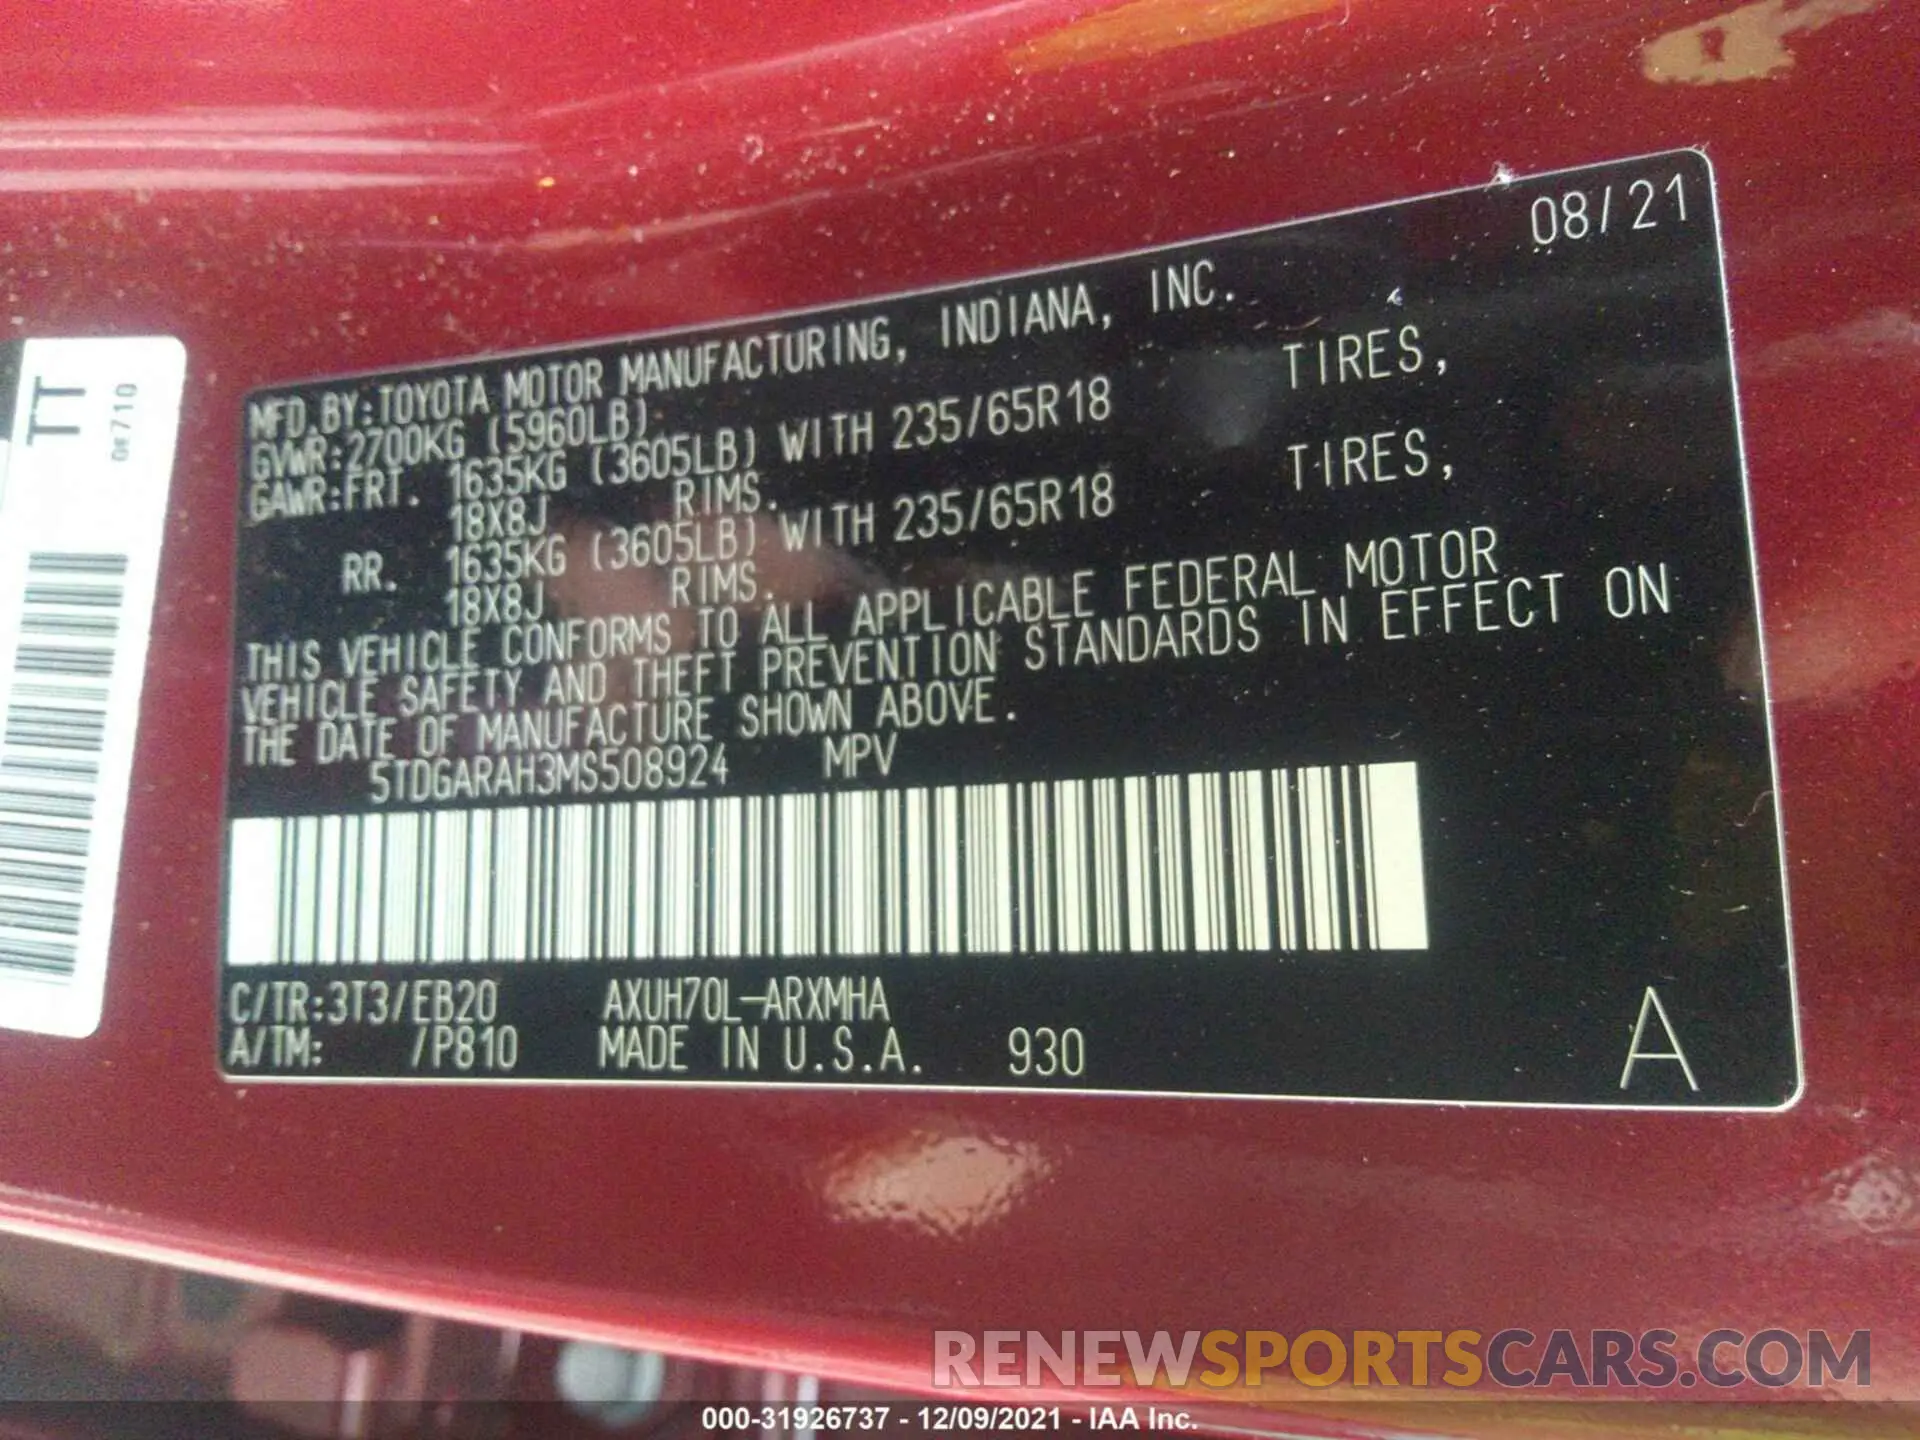 08/21
MFD.BY:TOYOTA MOTOR MANUFACTURING, INDIANA, INC.
GVWR:2700KG (5960LB)
GAWR:FRT. 1635KG (3605LB) WITH 235/65R18 TIRES,
18X8J RIMS.
RR. 1635KG (3605LB) WITH 235/65R18 TIRES,
18X8J RIMS.
THIS VEHICLE CONFORMS TO ALL APPLICABLE FEDERAL MOTOR
VEHICLE SAFETY AND THEFT PREVENTION STANDARDS IN EFFECT ON
THE DATE OF MANUFACTURE SHOWN ABOVE.
5TDGARAH3MS508924 MPV
C/TR:3T3/EB20 AXUH70L-ARXMHA
A/TM: /P810 MADE IN U.S.A. 930
A
TT
RENEWSPORTSCARS.COM
000-31926737 - 12/09/2021 - IAA Inc.